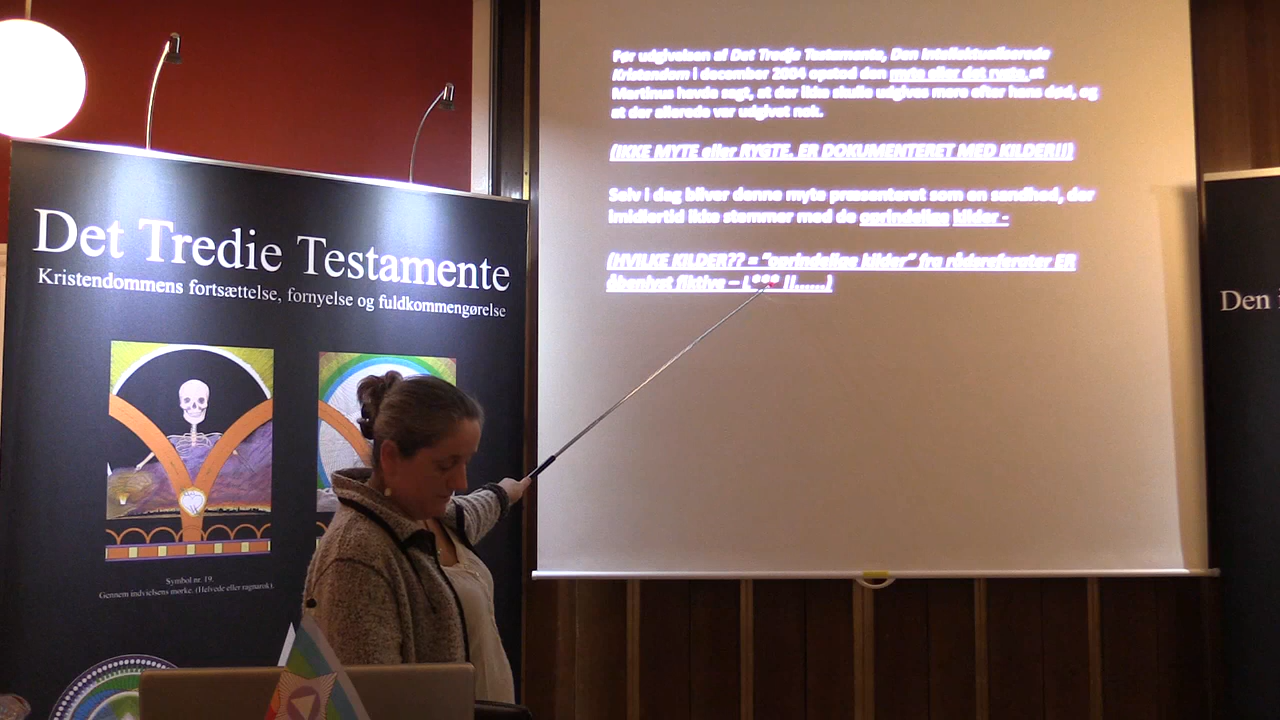 Det Tredie Testamente
Kristendommens fortsættelse, fornyelse og fuldkommengørelse
Symbol nr. 19.
Gennem indvielsens mørke. (Helvede eller ragnarok).
Før udgivelsen af Det Tredje Testamente, Den Intellektualiserede
Kristendom i december 2004 opstod den myte eller det rygte at
Martinus havde sagt, at der ikke skulle udgives mere efter hans død, og
at der allerede var udgivet nok.
(IKKE MYTE eller RYGTE, ER DOKUMENTERET MED KILDER!!)
Selv i dag bliver denne myte præsenteret som en sandhed, der
imidlertid ikke stemmer med de oprindelige kilder -
(HVILKE KILDER?? = "oprindelige kilder" fra rådsreferater ER
åbenlyst fiktive – L*** !!......)
Den